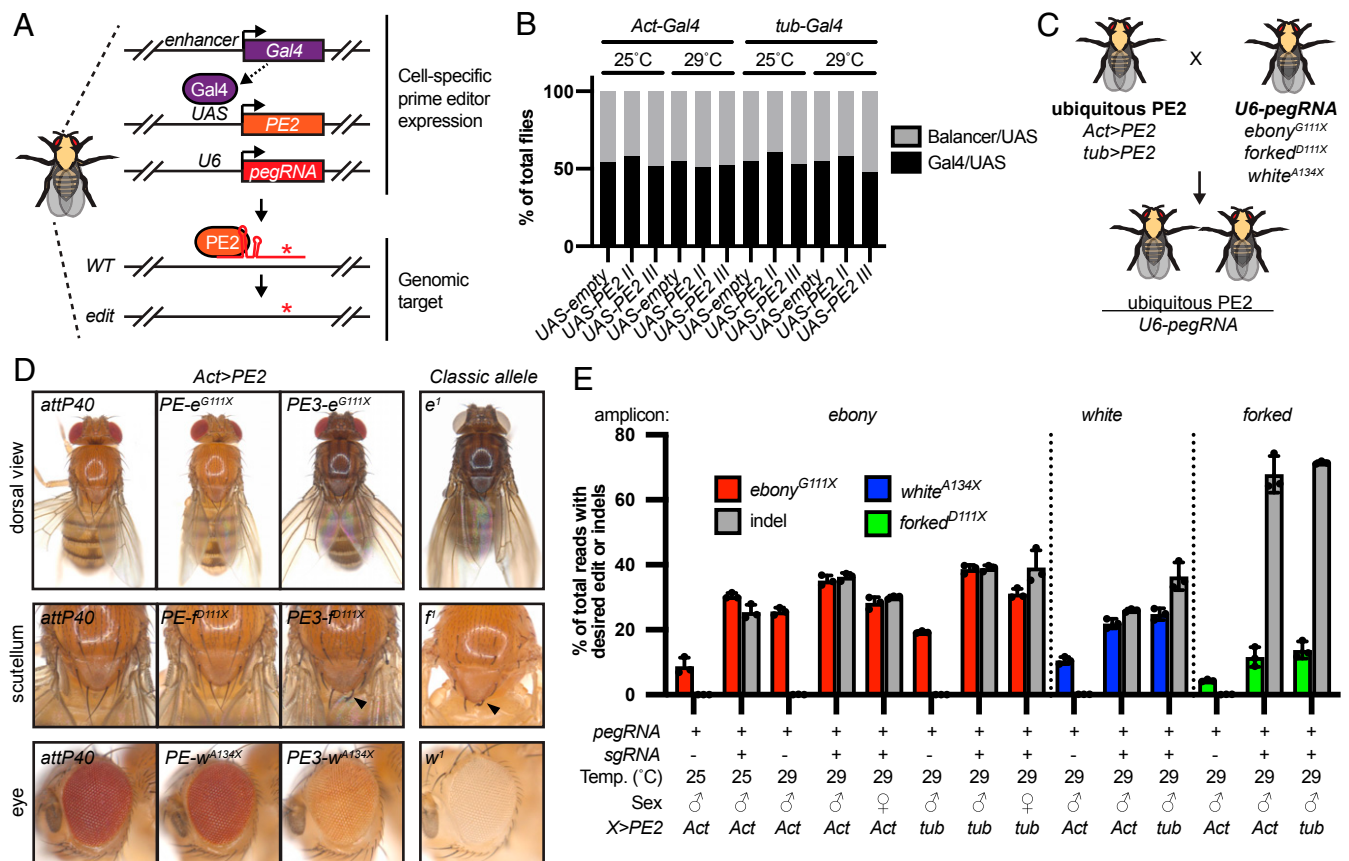 A
enhancer
Gal4
Gal4
UAS
PE2
U6
pegRNA
Cell-specific
prime editor
expression
PE2
*
WT
*
edit
Genomic
target
B
Act-Gal4 tub-Gal4
25˚C 29˚C 25˚C 29˚C
% of total flies
100
50
0
Balancer/UAS
Gal4/UAS
UAS-empty
UAS-PE2 II
UAS-PE2 III
UAS-empty
UAS-PE2 II
UAS-PE2 III
UAS-empty
UAS-PE2 II
UAS-PE2 III
UAS-empty
UAS-PE2 II
UAS-PE2 III
C
X
ubiquitous PE2
Act>PE2
tub>PE2
U6-pegRNA
ebony^G111X
forked^D111X
white^A134X
ubiquitous PE2
U6-pegRNA
D
Act>PE2 Classic allele
dorsal view
attP40 PE-e^G111X PE3-e^G111X e^1
scutellum
attP40 PE-f^D111X PE3-f^D111X f^1
eye
attP40 PE-w^A134X PE3-w^A134X w^1
E
amplicon: ebony white forked
% of total reads with
desired edit or indels
80
60
40
20
0
ebony^G111X
indel
white^A134X
forked^D111X
pegRNA + + + + + + + + + + + + + +
sgRNA - + - + + - + + - + + - + +
Temp. (˚C) 25 25 29 29 29 29 29 29 29 29 29 29 29 29
Sex ♂ ♂ ♂ ♂ ♀ ♂ ♂ ♀ ♂ ♂ ♂ ♂ ♂ ♂
X>PE2 Act Act Act Act Act tub tub tub Act Act tub Act Act tub